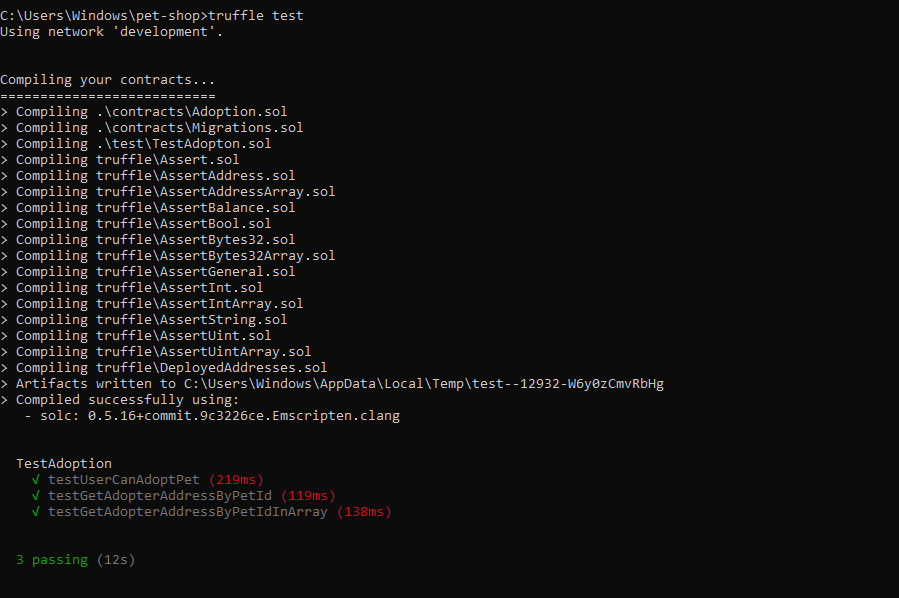 C:\Users\Windows\pet-shop>truffle test
Using network 'development'.
Compiling your contracts...
===========================
> Compiling .\contracts\Adoption.sol
> Compiling .\contracts\Migrations.sol
> Compiling .\test\TestAdopton.sol
> Compiling truffle\Assert.sol
> Compiling truffle\AssertAddress.sol
> Compiling truffle\AssertAddressArray.sol
> Compiling truffle\AssertBalance.sol
> Compiling truffle\AssertBool.sol
> Compiling truffle\AssertBytes32.sol
> Compiling truffle\AssertBytes32Array.sol
> Compiling truffle\AssertGeneral.sol
> Compiling truffle\AssertInt.sol
> Compiling truffle\AssertIntArray.sol
> Compiling truffle\AssertString.sol
> Compiling truffle\AssertUint.sol
> Compiling truffle\AssertUintArray.sol
> Compiling truffle\DeployedAddresses.sol
> Artifacts written to C:\Users\Windows\AppData\Local\Temp\test--12932-W6y0zCmvRbHg
> Compiled successfully using:
   - solc: 0.5.16+commit.9c3226ce.Emscripten.clang
  TestAdoption
    √ testUserCanAdoptPet (219ms)
    √ testGetAdopterAddressByPetId (119ms)
    √ testGetAdopterAddressByPetIdInArray (138ms)
  3 passing (12s)